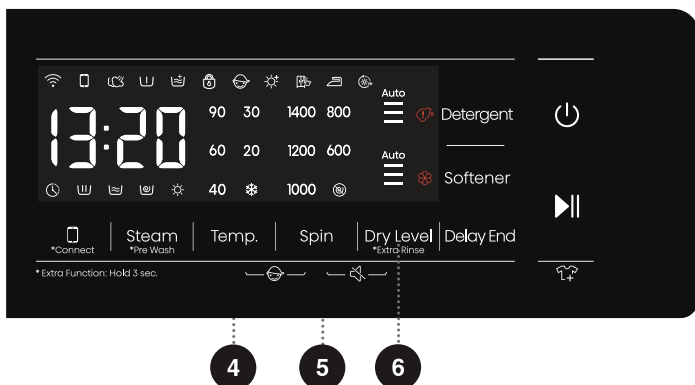 Auto
90 30 1400 800
Detergent
13:20
60 20 1200 600
Auto
Softener
40 1000
Steam Temp. Spin Dry Level Delay End
*Connect *Pre Wash *Extra Rinse
* Extra Function: Hold 3 sec.
4 5 6